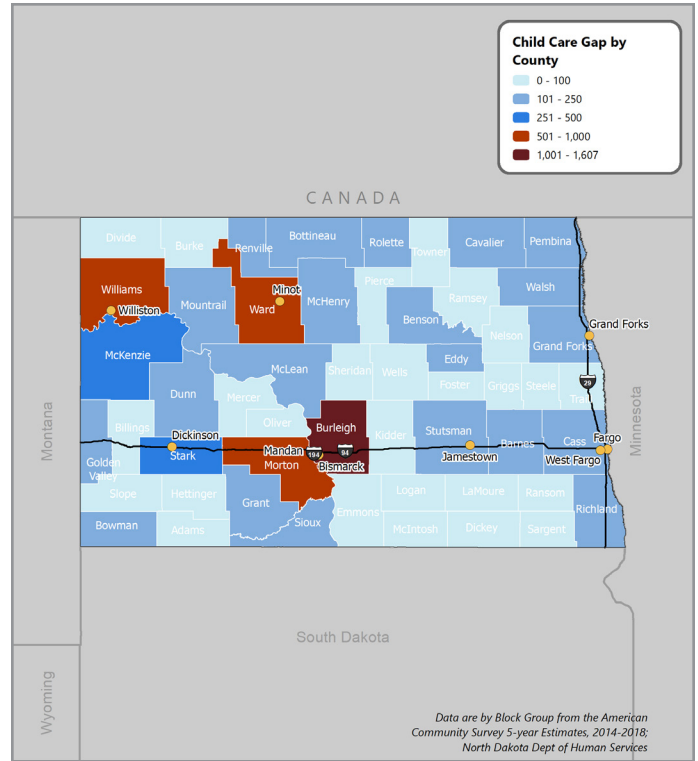 Child Care Gap by
County
0 - 100
101 - 250
251 - 500
501 - 1,000
1,001 - 1,607
CANADA
Divide
Burke
Renville
Bottineau
Rolette
Towner
Cavalier
Pembina
Williams
Williston
Mountrail
Ward
Minot
McHenry
Pierce
Benson
Ramsey
Walsh
Nelson
Grand Forks
Grand Forks
McKenzie
Dunn
McLean
Mercer
Oliver
Sheridan
Wells
Eddy
Foster
Griggs
Steele
Trail
29
Montana
Minnesota
Golden
Valley
Billings
Dickinson
Stark
Mandan
Morton
194
94
Burleigh
Bismarck
Kidder
Stutsman
Jamestown
Barnes
Cass
Fargo
West Fargo
Slope
Hettinger
Grant
Sioux
Emmons
Logan
LaMoure
Ransom
Richland
Bowman
Adams
McIntosh
Dickey
Sargent
South Dakota
Wyoming
Data are by Block Group from the American
Community Survey 5-year Estimates, 2014-2018;
North Dakota Dept of Human Services